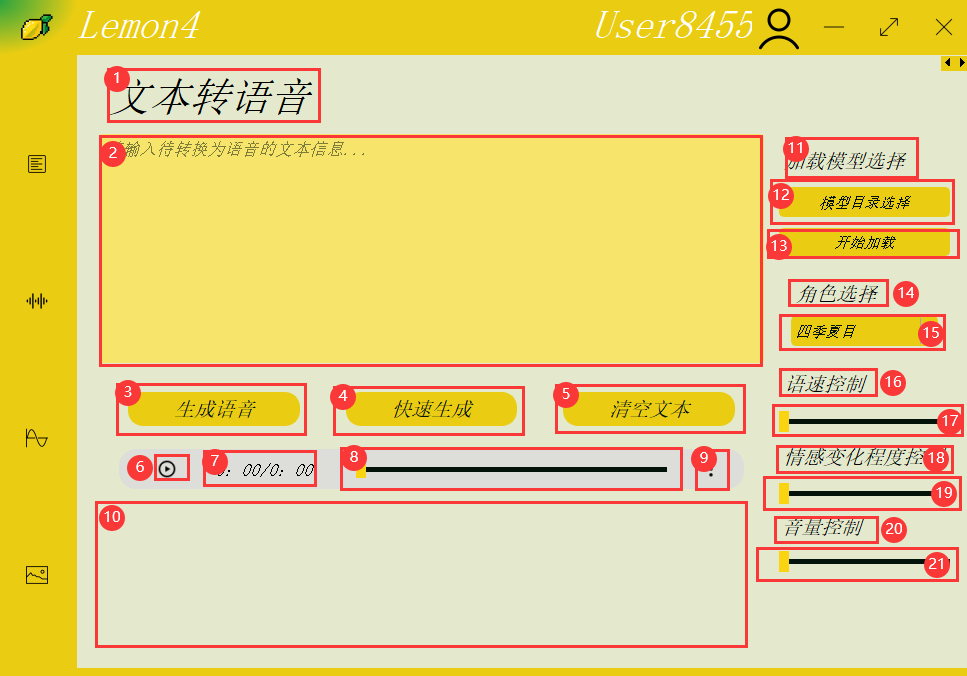 Lemon4
User8455
1
文本转语音
2
输入待转换为语音的文本信息...
11
加载模型选择
12
模型目录选择
13
开始加载
角色选择
14
四季夏目
15
3
生成语音
4
快速生成
5
清空文本
语速控制
16
17
6
7
0: 00/0: 00
8
9
情感变化程度控
18
19
10
音量控制
20
21